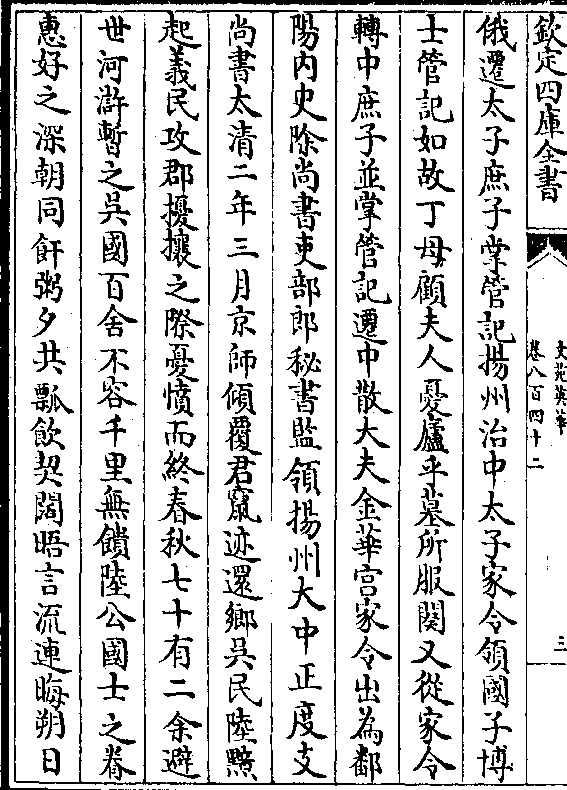 欽定四庫全書
文苑英華
卷八百四十二
三
俄遷太子庶子掌管記揚州治中太子家令領國子博
士管記如故丁母顧夫人憂廬乎墓所服闋又從家令
轉中庶子並掌管記遷中散大夫金華宫家令出為鄱
陽内史除尚書吏部郎秘書監領揚州大中正度支
尚書太清二年三月京師傾覆君竄迹還鄉吳民陸黯
起義民攻郡擾攘之際憂憤而終春秋七十有二余避
世河滸暫之吳國百舍不容千里無饋陸公國士之眷
惠好之深朝同飦粥夕共瓢飲契闊晤言流連晦朔日